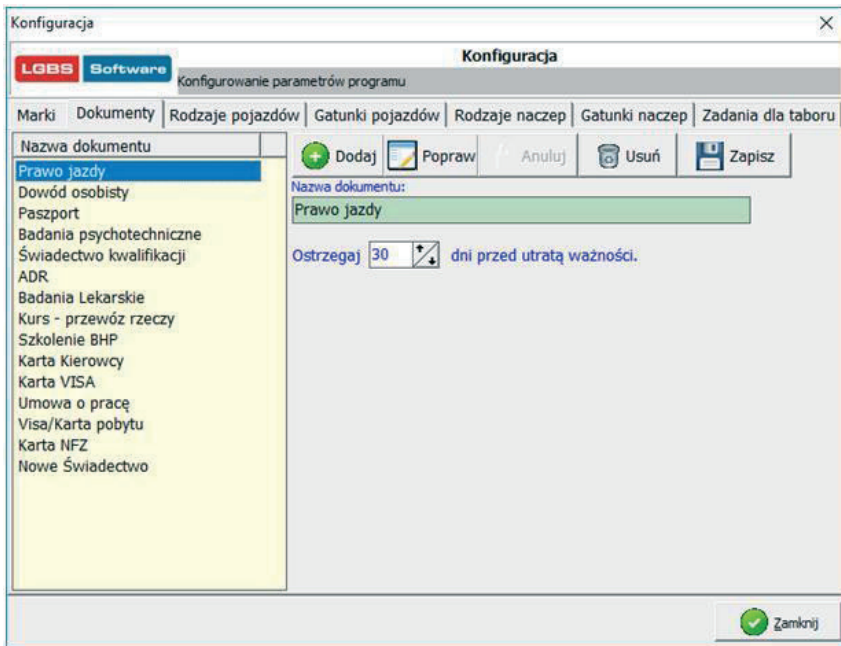 Konfiguracja
LGBS Software
Konfiguracja
Konfigurowanie parametrów programu
Marki Dokumenty Rodzaje pojazdów Gatunki pojazdów Rodzaje naczep Gatunki naczep Zadania dla taboru
Nazwa dokumentu
Prawo jazdy
Dowód osobisty
Paszport
Badania psychotechniczne
Świadectwo kwalifikacji
ADR
Badania Lekarskie
Kurs - przewóz rzeczy
Szkolenie BHP
Karta Kierowcy
Karta VISA
Umowa o pracę
Visa/Karta pobytu
Karta NFZ
Nowe Świadectwo
Dodaj Popraw Anuluj Usuń Zapisz
Nazwa dokumentu:
Prawo jazdy
Ostrzegaj 30 dni przed utratą ważności.
Zamknij